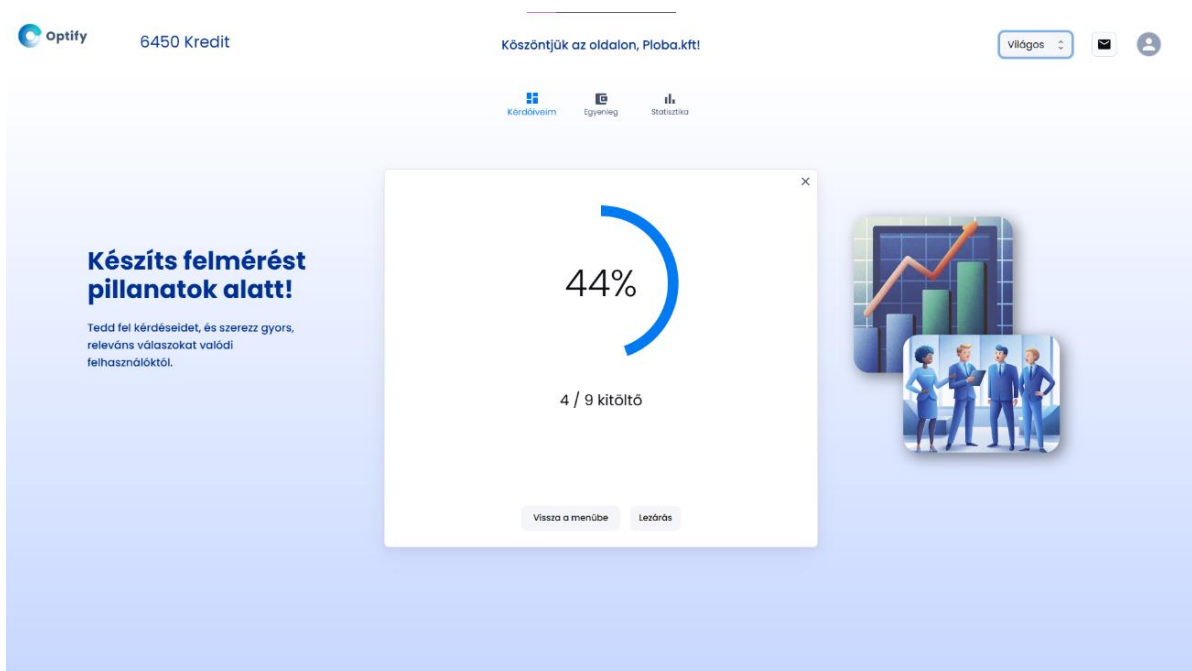 Optify
6450 Kredit
Köszöntjük az oldalon, Ploba.kft!
Világos
Kérdőíveim
Egyenleg
Statisztika
44%
4 / 9 kitöltő
Vissza a menübe
Lezárás
Készíts felmérést
pillanatok alatt!
Tedd fel kérdéseidet, és szerezz gyors,
releváns válaszokat valódi
felhasználóktól.